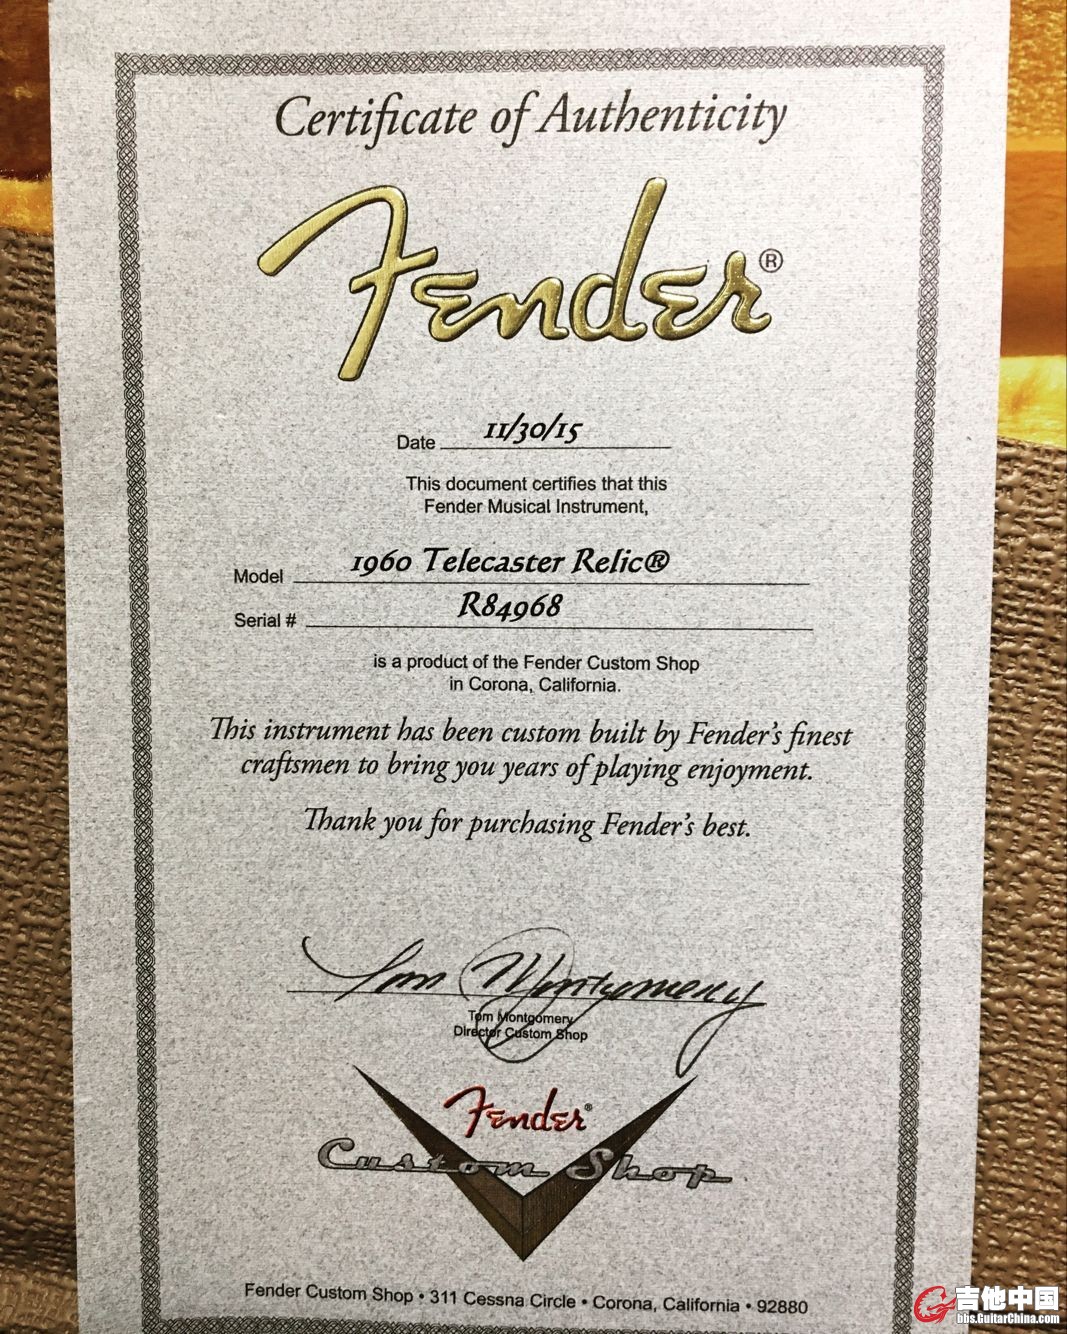 Certificate of Authenticity
Fender®
Date 11/30/15
This document certifies that this
Fender Musical Instrument,
Model 1960 Telecaster Relic®
Serial # R84968
is a product of the Fender Custom Shop
in Corona, California.
This instrument has been custom built by Fender's finest
craftsmen to bring you years of playing enjoyment.
Thank you for purchasing Fender's best.
Tom Montgomery
Tom Montgomery
Director Custom Shop
Fender®
Custom Shop
Fender Custom Shop • 311 Cessna Circle • Corona, California • 92880
吉他中国
bbs.GuitarChina.com